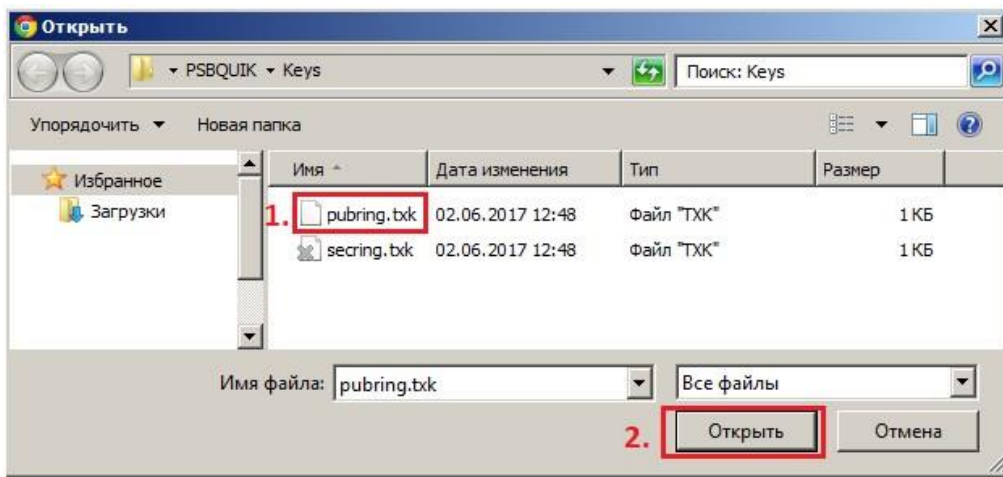 Открыть
PSBQUIK Keys Поиск: Keys
Упорядочить Новая папка
Избранное
Загрузки
Имя Дата изменения Тип Размер
1. pubring.txk 02.06.2017 12:48 Файл "TXK" 1 КБ
secring.txk 02.06.2017 12:48 Файл "TXK" 1 КБ
Имя файла: pubring.txk Все файлы
2. Открыть Отмена